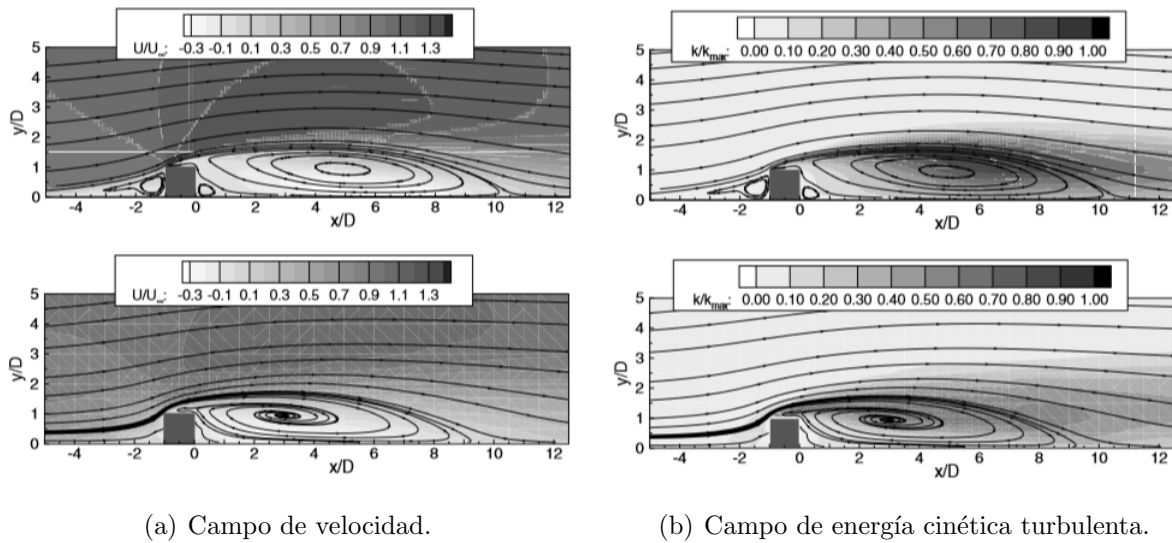 U/U∞: -0.3 -0.1 0.1 0.3 0.5 0.7 0.9 1.1 1.3
y/D
5
4
3
2
1
0
-4 -2 0 2 4 6 8 10 12
x/D
k/kmax: 0.00 0.10 0.20 0.30 0.40 0.50 0.60 0.70 0.80 0.90 1.00
y/D
5
4
3
2
1
0
-4 -2 0 2 4 6 8 10 12
x/D
U/U∞: -0.3 -0.1 0.1 0.3 0.5 0.7 0.9 1.1 1.3
y/D
5
4
3
2
1
0
-4 -2 0 2 4 6 8 10 12
x/D
k/kmax: 0.00 0.10 0.20 0.30 0.40 0.50 0.60 0.70 0.80 0.90 1.00
y/D
5
4
3
2
1
0
-4 -2 0 2 4 6 8 10 12
x/D
(a) Campo de velocidad.
(b) Campo de energía cinética turbulenta.